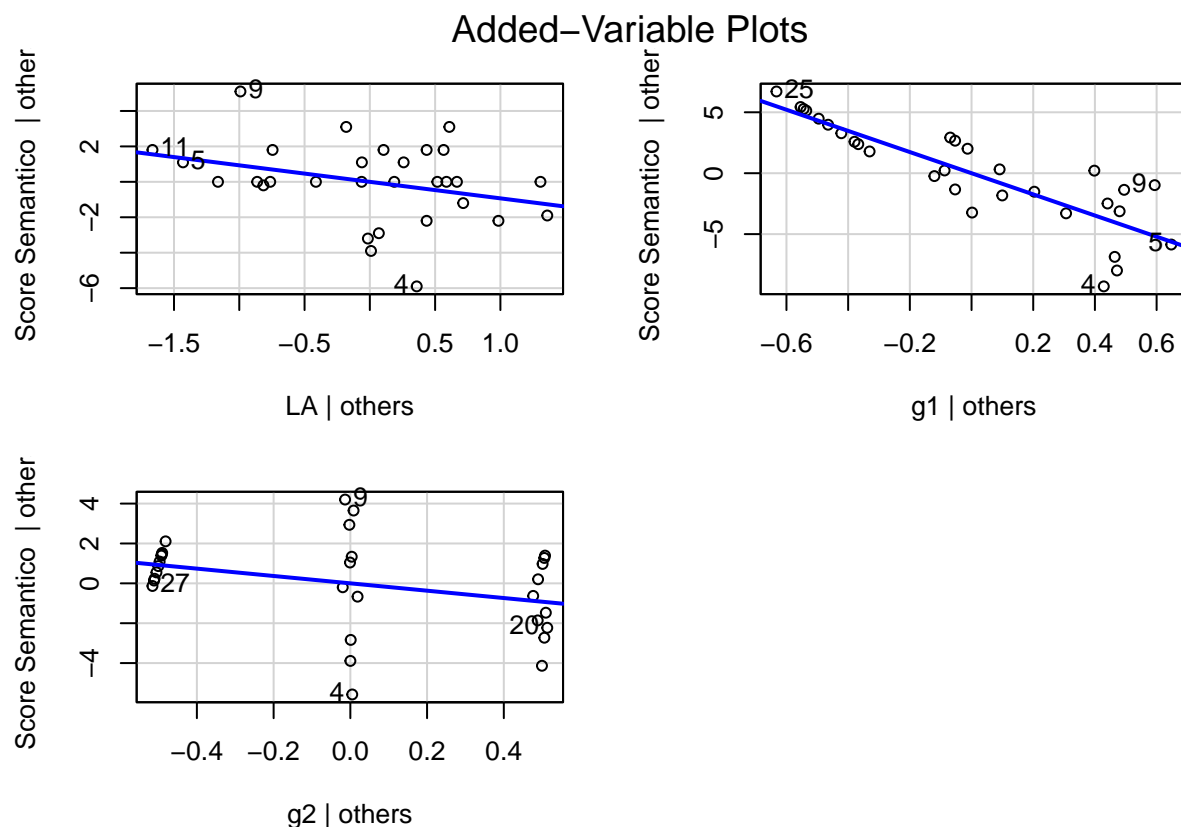 Added−Variable Plots
Score Semantico | other
2
−2
−6
9
11
5
4
−1.5 −0.5 0.5 1.0
LA | others
Score Semantico | other
5
0
−5
25
9
5
4
−0.6 −0.2 0.2 0.4 0.6
g1 | others
Score Semantico | other
4
2
0
−4
9
27
20
4
−0.4 −0.2 0.0 0.2 0.4
g2 | others